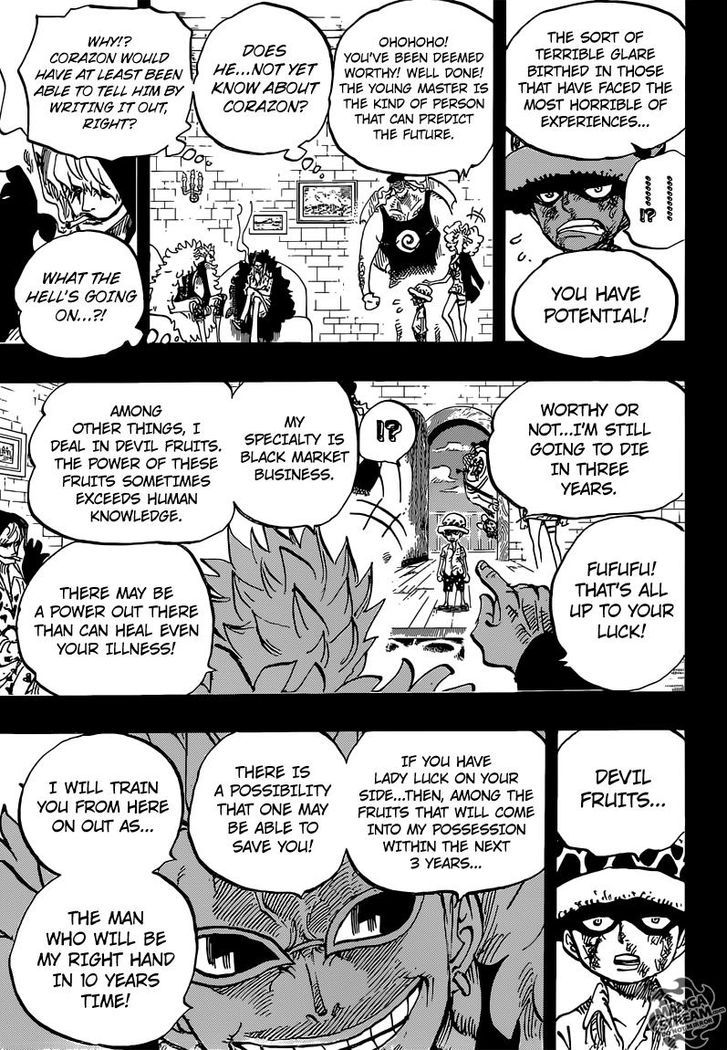 THE SORT OF
TERRIBLE GLARE
BIRTHED IN THOSE
THAT HAVE FACED THE
MOST HORRIBLE OF
EXPERIENCES...
!?
YOU HAVE
POTENTIAL!
OHOHOHO!
YOU'VE BEEN DEEMED
WORTHY! WELL DONE!
THE YOUNG MASTER IS
THE KIND OF PERSON
THAT CAN PREDICT
THE FUTURE.
DOES
HE...NOT YET
KNOW ABOUT
CORAZON?
WHY!?
CORAZON WOULD
HAVE AT LEAST BEEN
ABLE TO TELL HIM BY
WRITING IT OUT,
RIGHT?
WHAT THE
HELL'S GOING
ON...?!
WORTHY OR
NOT...I'M STILL
GOING TO
DIE IN
THREE
YEARS.
FUFUFU!
THAT'S ALL
UP TO YOUR
LUCK!
!?
MY
SPECIALTY IS
BLACK MARKET
BUSINESS.
AMONG
OTHER THINGS, I
DEAL IN DEVIL FRUITS.
THE POWER OF THESE
FRUITS SOMETIMES
EXCEEDS HUMAN
KNOWLEDGE.
THERE MAY BE
A POWER OUT THERE
THAN CAN HEAL EVEN
YOUR ILLNESS!
DEVIL
FRUITS...
IF YOU HAVE
LADY LUCK ON YOUR
SIDE...THEN, AMONG THE
FRUITS THAT WILL COME
INTO MY POSSESSION
WITHIN THE NEXT
3 YEARS...
THERE IS
A POSSIBILITY
THAT ONE MAY
BE ABLE TO
SAVE YOU!
I WILL TRAIN
YOU FROM HERE
ON OUT AS...
THE MAN
WHO WILL BE
MY RIGHT HAND
IN 10 YEARS
TIME!
MANGA
STREAM.COM
DO NOT MIRROR